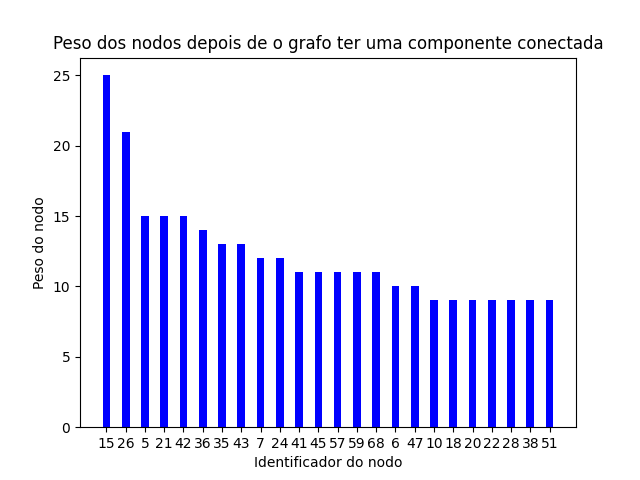 Peso dos nodos depois de o grafo ter uma componente conectada
25
20
15
10
5
0
Peso do nodo
15 26 5 21 42 36 35 43 7 24 41 45 57 59 68 6 47 10 18 20 22 28 38 51
Identificador do nodo